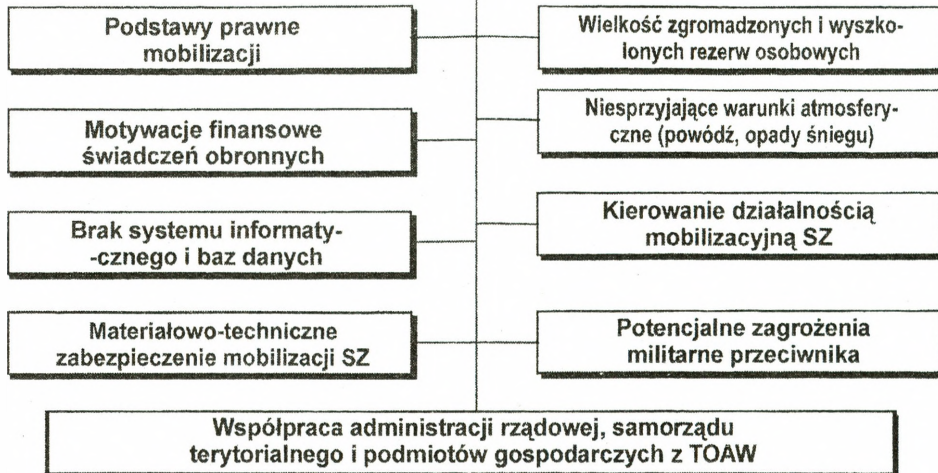 Podstawy prawne
mobilizacji
Wielkość zgromadzonych i wyszko-
lonych rezerw osobowych
Motywacje finansowe
świadczeń obronnych
Niesprzyjające warunki atmosfery-
czne (powódź, opady śniegu)
Brak systemu informaty-
-cznego i baz danych
Kierowanie działalnością
mobilizacyjną SZ
Materiałowo-techniczne
zabezpieczenie mobilizacji SZ
Potencjalne zagrożenia
militarne przeciwnika
Współpraca administracji rządowej, samorządu
terytorialnego i podmiotów gospodarczych z TOAW